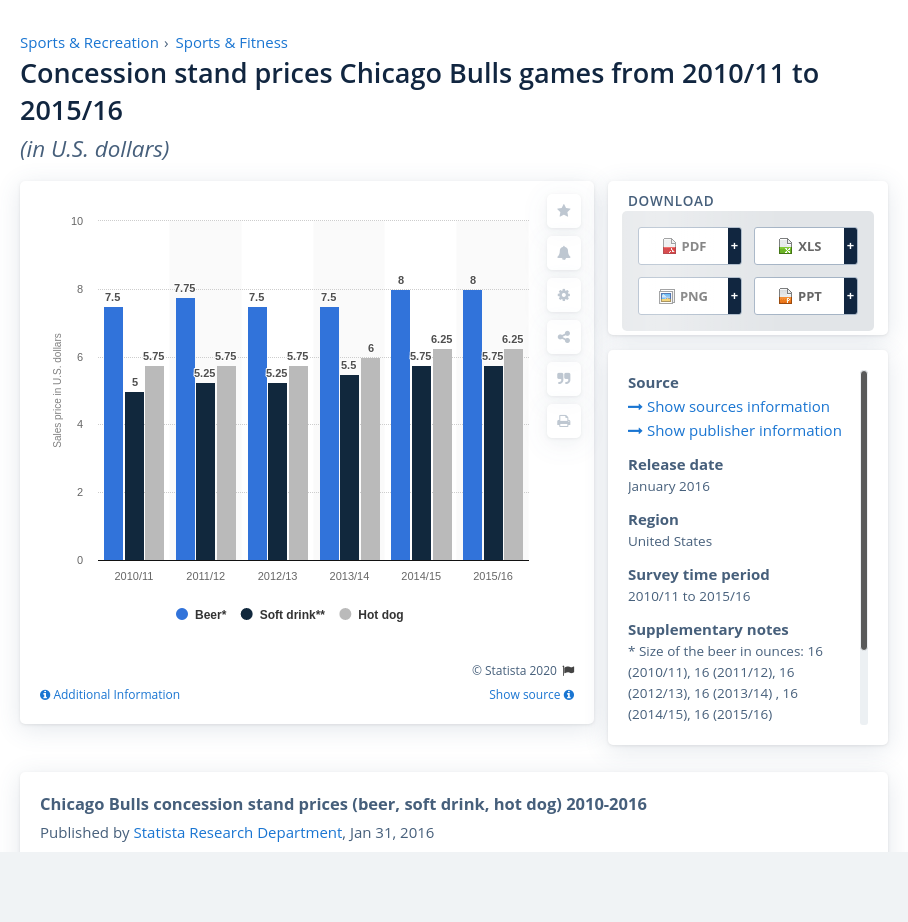 Sports & Recreation › Sports & Fitness
Concession stand prices Chicago Bulls games from 2010/11 to
2015/16
(in U.S. dollars)
10
8
6
4
2
0
Sales price in U.S. dollars
7.5
5
5.75
7.75
5.25
5.75
7.5
5.25
5.75
7.5
5.5
6
8
5.75
6.25
8
5.75
6.25
2010/11 2011/12 2012/13 2013/14 2014/15 2015/16
Beer* Soft drink** Hot dog
© Statista 2020
Additional Information Show source
DOWNLOAD
PDF + XLS +
PNG + PPT +
Source
Show sources information
Show publisher information
Release date
January 2016
Region
United States
Survey time period
2010/11 to 2015/16
Supplementary notes
* Size of the beer in ounces: 16
(2010/11), 16 (2011/12), 16
(2012/13), 16 (2013/14) , 16
(2014/15), 16 (2015/16)
Chicago Bulls concession stand prices (beer, soft drink, hot dog) 2010-2016
Published by Statista Research Department, Jan 31, 2016